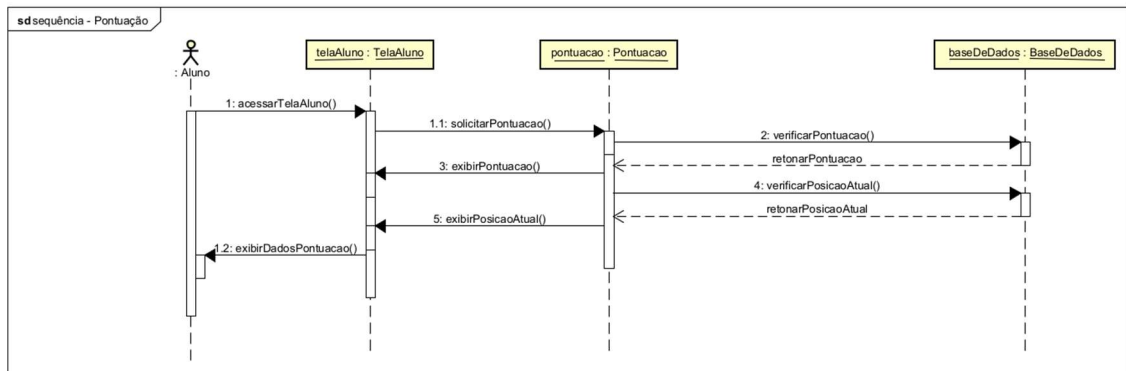 sd sequência - Pontuação
: Aluno
telaAluno : TelaAluno
pontuacao : Pontuacao
baseDeDados : BaseDeDados
1: acessarTelaAluno()
1.1: solicitarPontuacao()
2: verificarPontuacao()
retonarPontuacao
3: exibirPontuacao()
4: verificarPosicaoAtual()
retonarPosicaoAtual
5: exibirPosicaoAtual()
1.2: exibirDadosPontuacao()